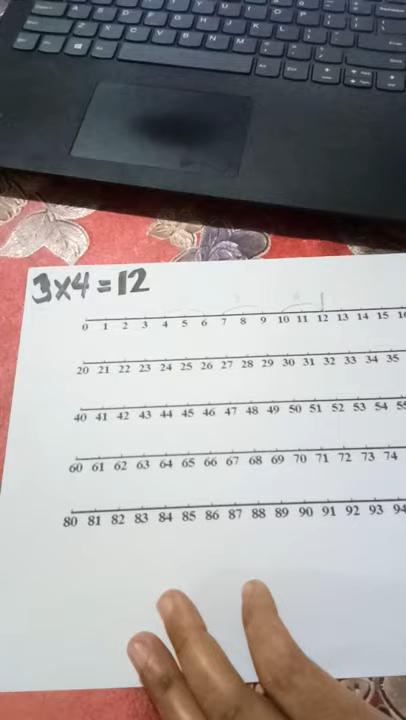 3×4=12
0 1 2 3 4 5 6 7 8 9 10 11 12 13 14 15 16
20 21 22 23 24 25 26 27 28 29 30 31 32 33 34 35
40 41 42 43 44 45 46 47 48 49 50 51 52 53 54 55
60 61 62 63 64 65 66 67 68 69 70 71 72 73 74
80 81 82 83 84 85 86 87 88 89 90 91 92 93 94